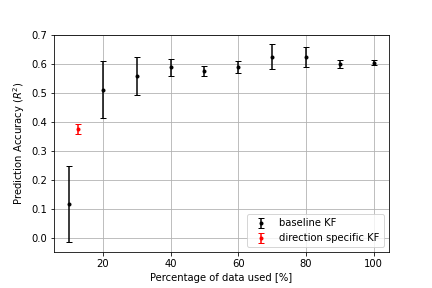 0.7
0.6
0.5
0.4
0.3
0.2
0.1
0.0
Prediction Accuracy (R²)
baseline KF
direction specific KF
20 40 60 80 100
Percentage of data used [%]